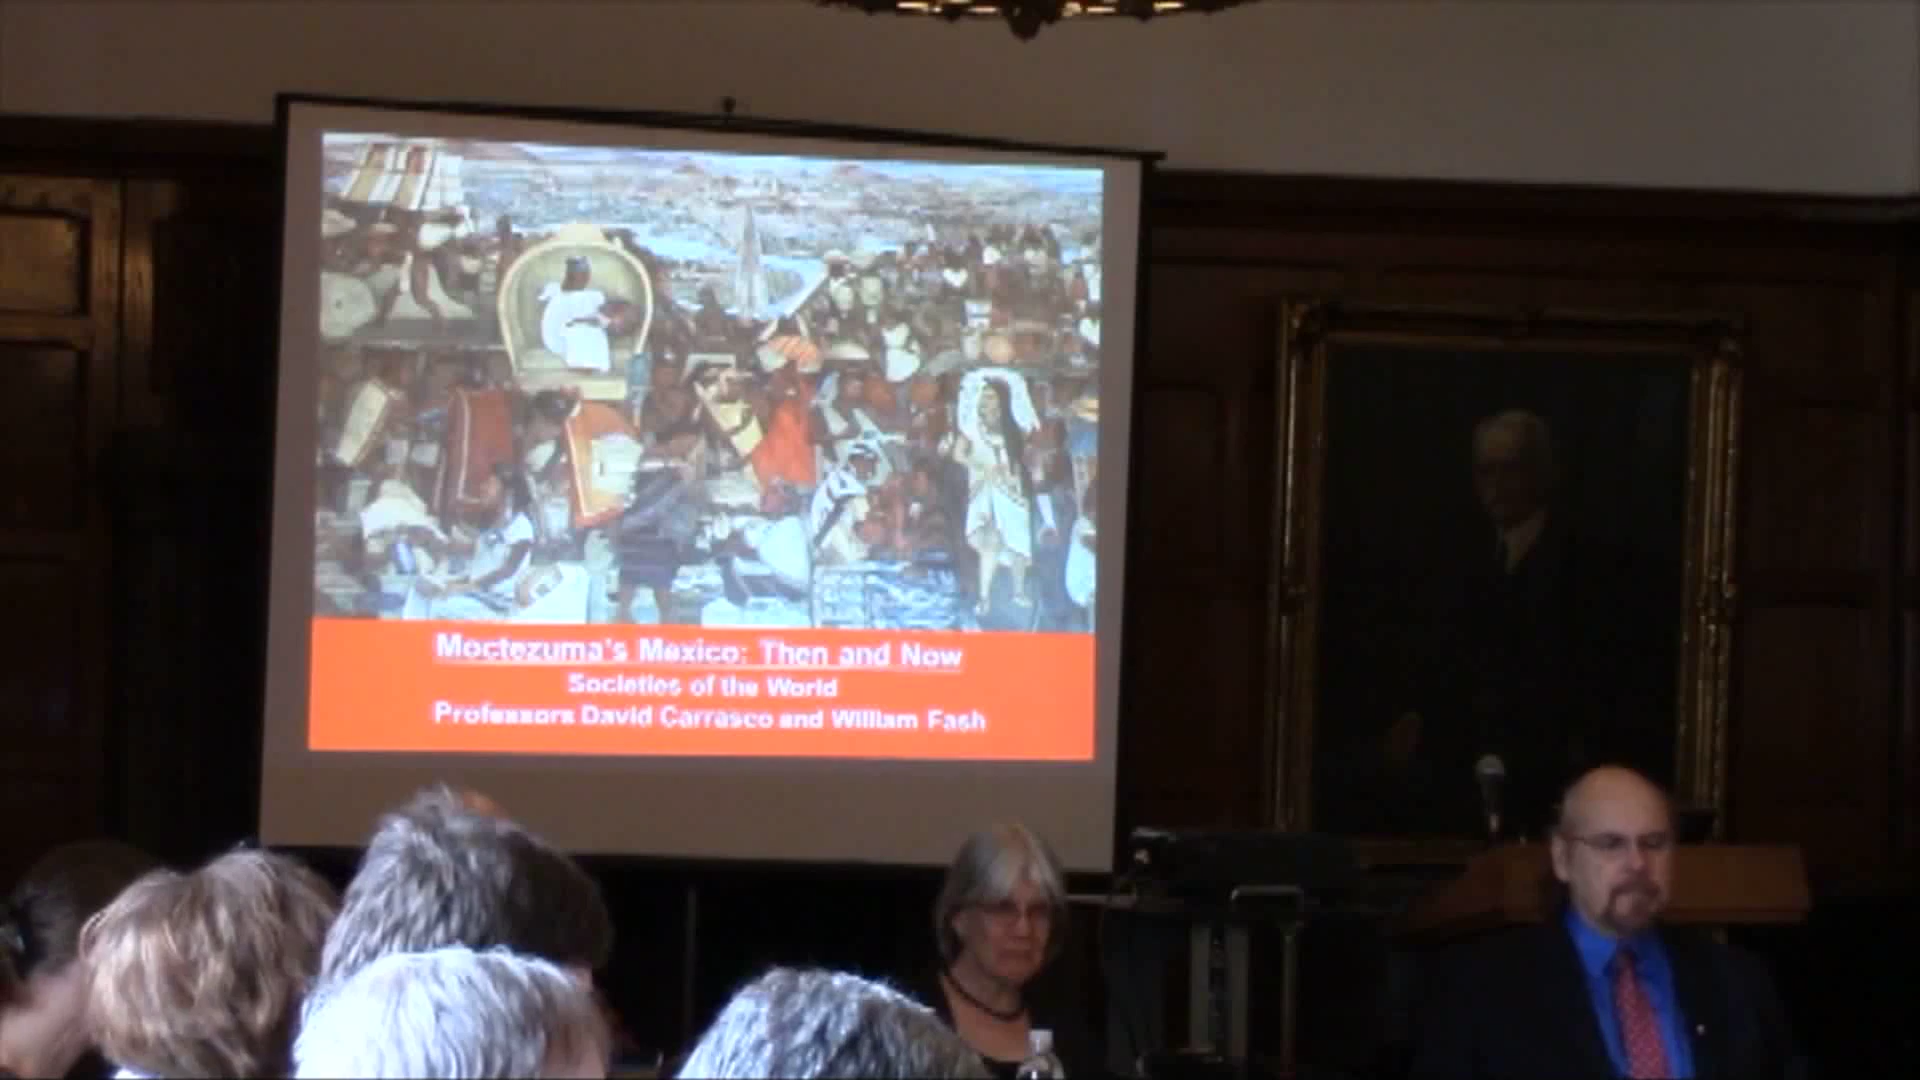 Moctezuma's Mexico: Then and Now
Societies of the World
Professors David Carrasco and William Fash